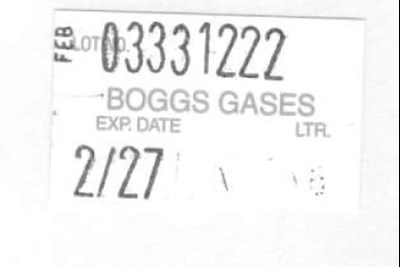 FEB
LOT NO. 03331222
BOGGS GASES
EXP. DATE LTR.
2/27